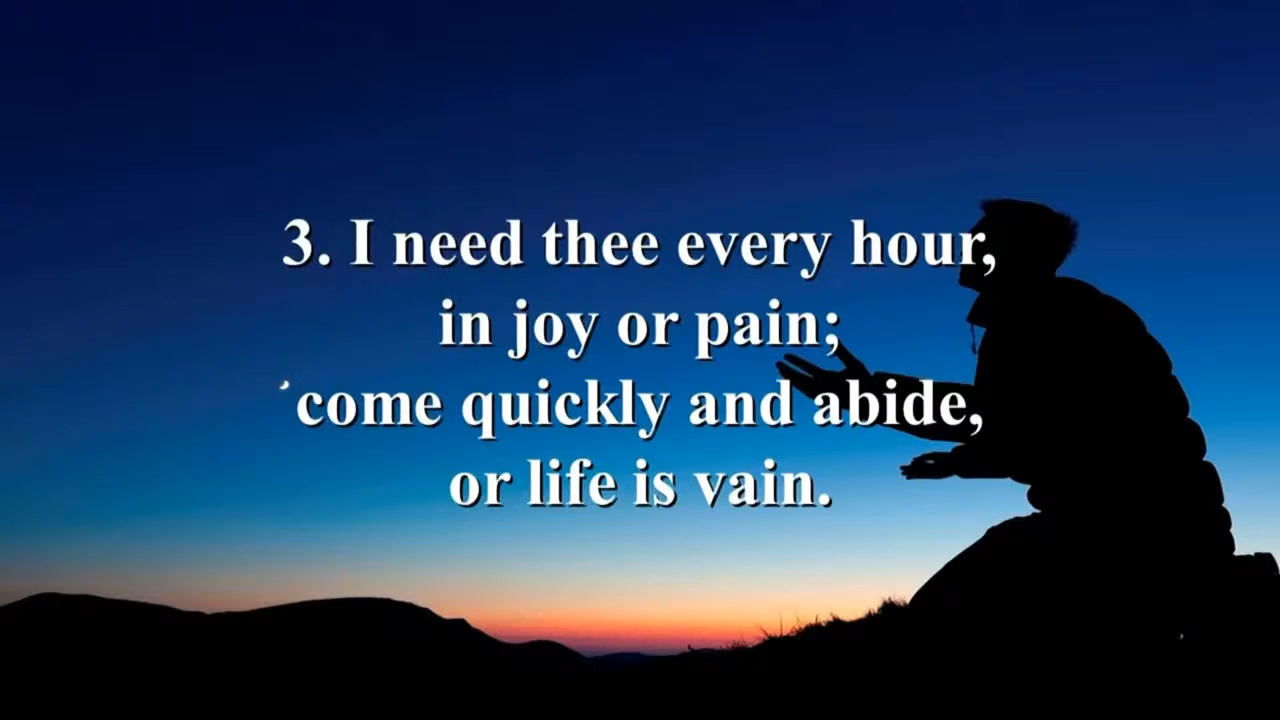 3. I need thee every hour,
in joy or pain;
come quickly and abide,
or life is vain.